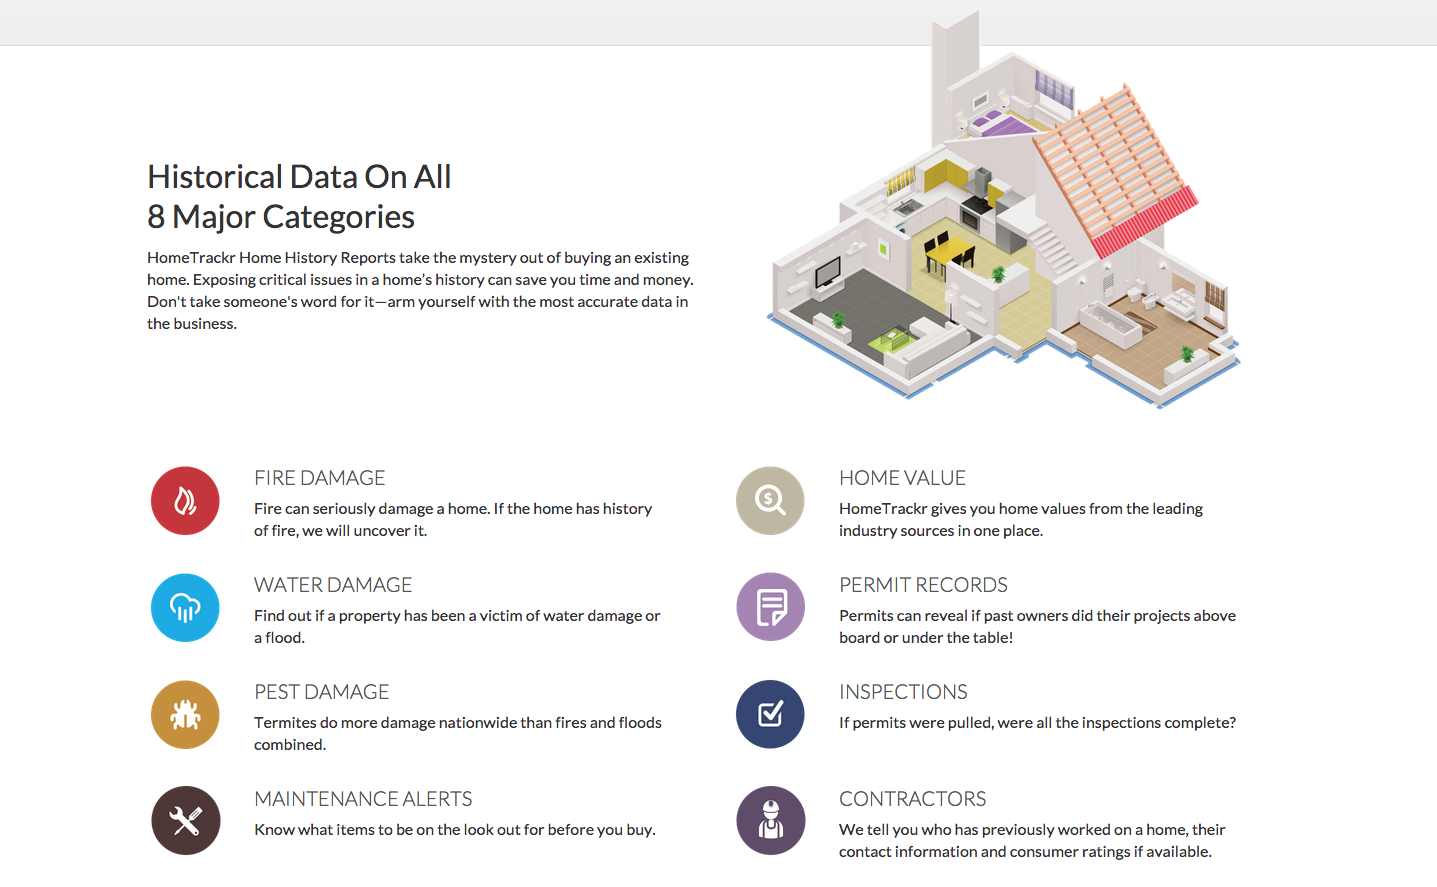 Historical Data On All
8 Major Categories
HomeTrackr Home History Reports take the mystery out of buying an existing
home. Exposing critical issues in a home’s history can save you time and money.
Don't take someone's word for it—arm yourself with the most accurate data in
the business.
FIRE DAMAGE
Fire can seriously damage a home. If the home has history
of fire, we will uncover it.
WATER DAMAGE
Find out if a property has been a victim of water damage or
a flood.
PEST DAMAGE
Termites do more damage nationwide than fires and floods
combined.
MAINTENANCE ALERTS
Know what items to be on the look out for before you buy.
HOME VALUE
HomeTrackr gives you home values from the leading
industry sources in one place.
PERMIT RECORDS
Permits can reveal if past owners did their projects above
board or under the table!
INSPECTIONS
If permits were pulled, were all the inspections complete?
CONTRACTORS
We tell you who has previously worked on a home, their
contact information and consumer ratings if available.